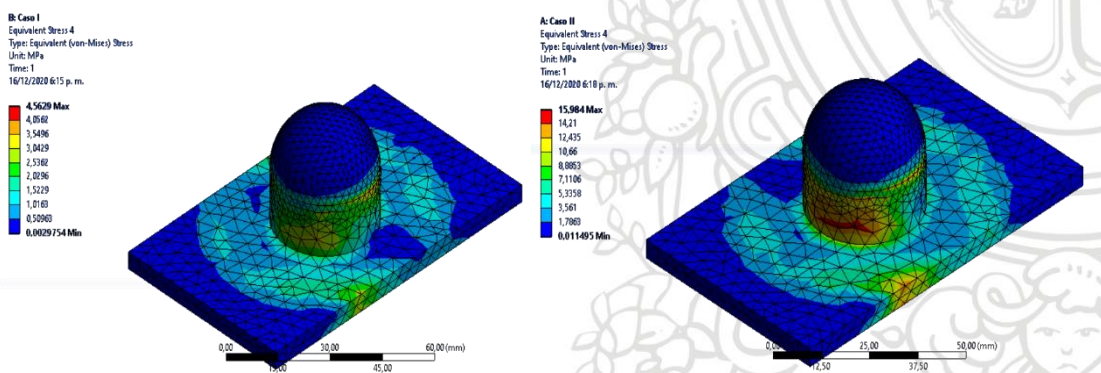 B: Caso I
Equivalent Stress 4
Type: Equivalent (von-Mises) Stress
Unit: MPa
Time: 1
16/12/2020 6:15 p. m.
4,5629 Max
4,0562
3,5496
3,0429
2,5362
2,0296
1,5229
1,0163
0,50963
0,0029754 Min
0,00
30,00
60,00 (mm)
15,00
45,00
A: Caso II
Equivalent Stress 4
Type: Equivalent (von-Mises) Stress
Unit: MPa
Time: 1
16/12/2020 6:18 p. m.
15,984 Max
14,21
12,435
10,66
8,8853
7,1106
5,3358
3,561
1,7863
0,011495 Min
0,00
25,00
50,00 (mm)
12,50
37,50